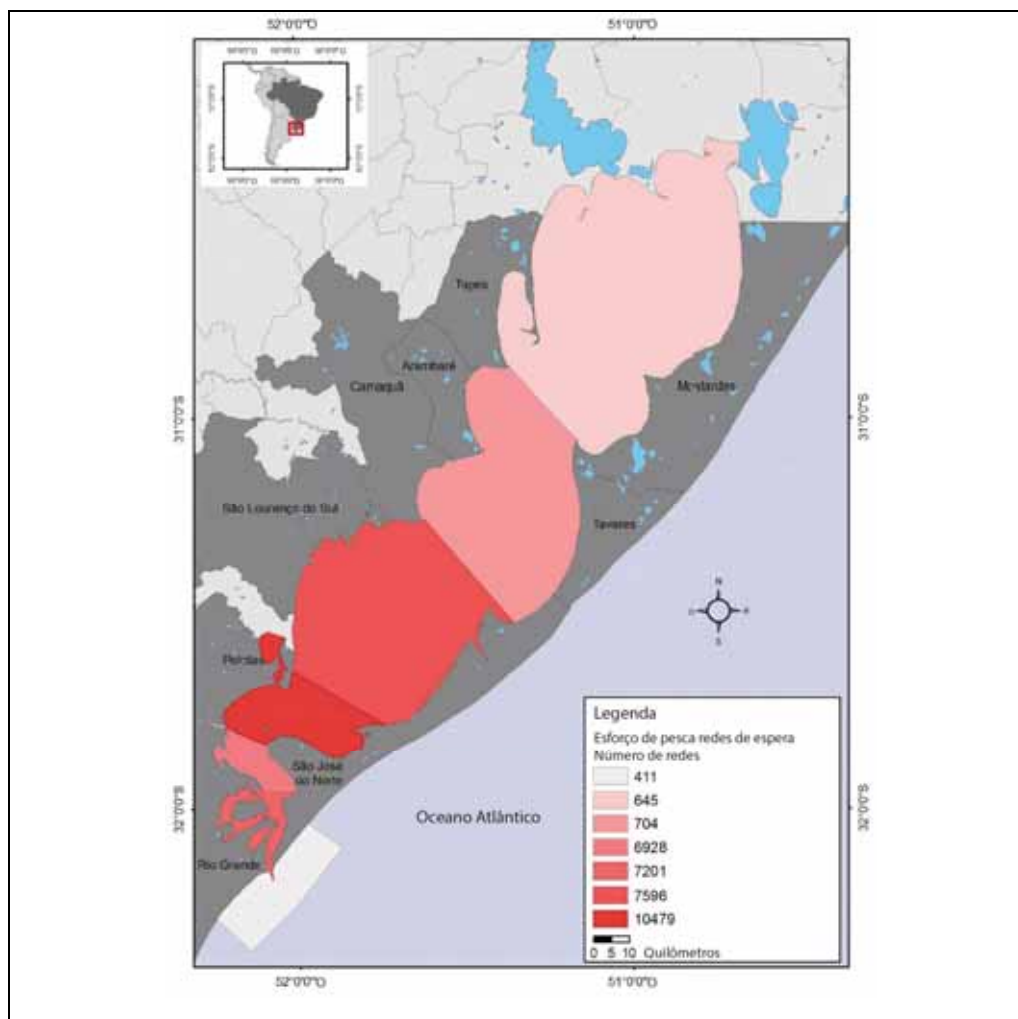 52°0'0"O
51°0'0"O
Tapes
Arambaré
Camaquã
Mostardas
31°0'0"S
31°0'0"S
São Lourenço do Sul
Tavares
N
S
Pelotas
São José
do Norte
32°0'0"S
32°0'0"S
Oceano Atlântico
Rio Grande
Legenda
Esforço de pesca redes de espera
Número de redes
411
645
704
6928
7201
7596
10479
0 5 10 Quilômetros
52°0'0"O
51°0'0"O